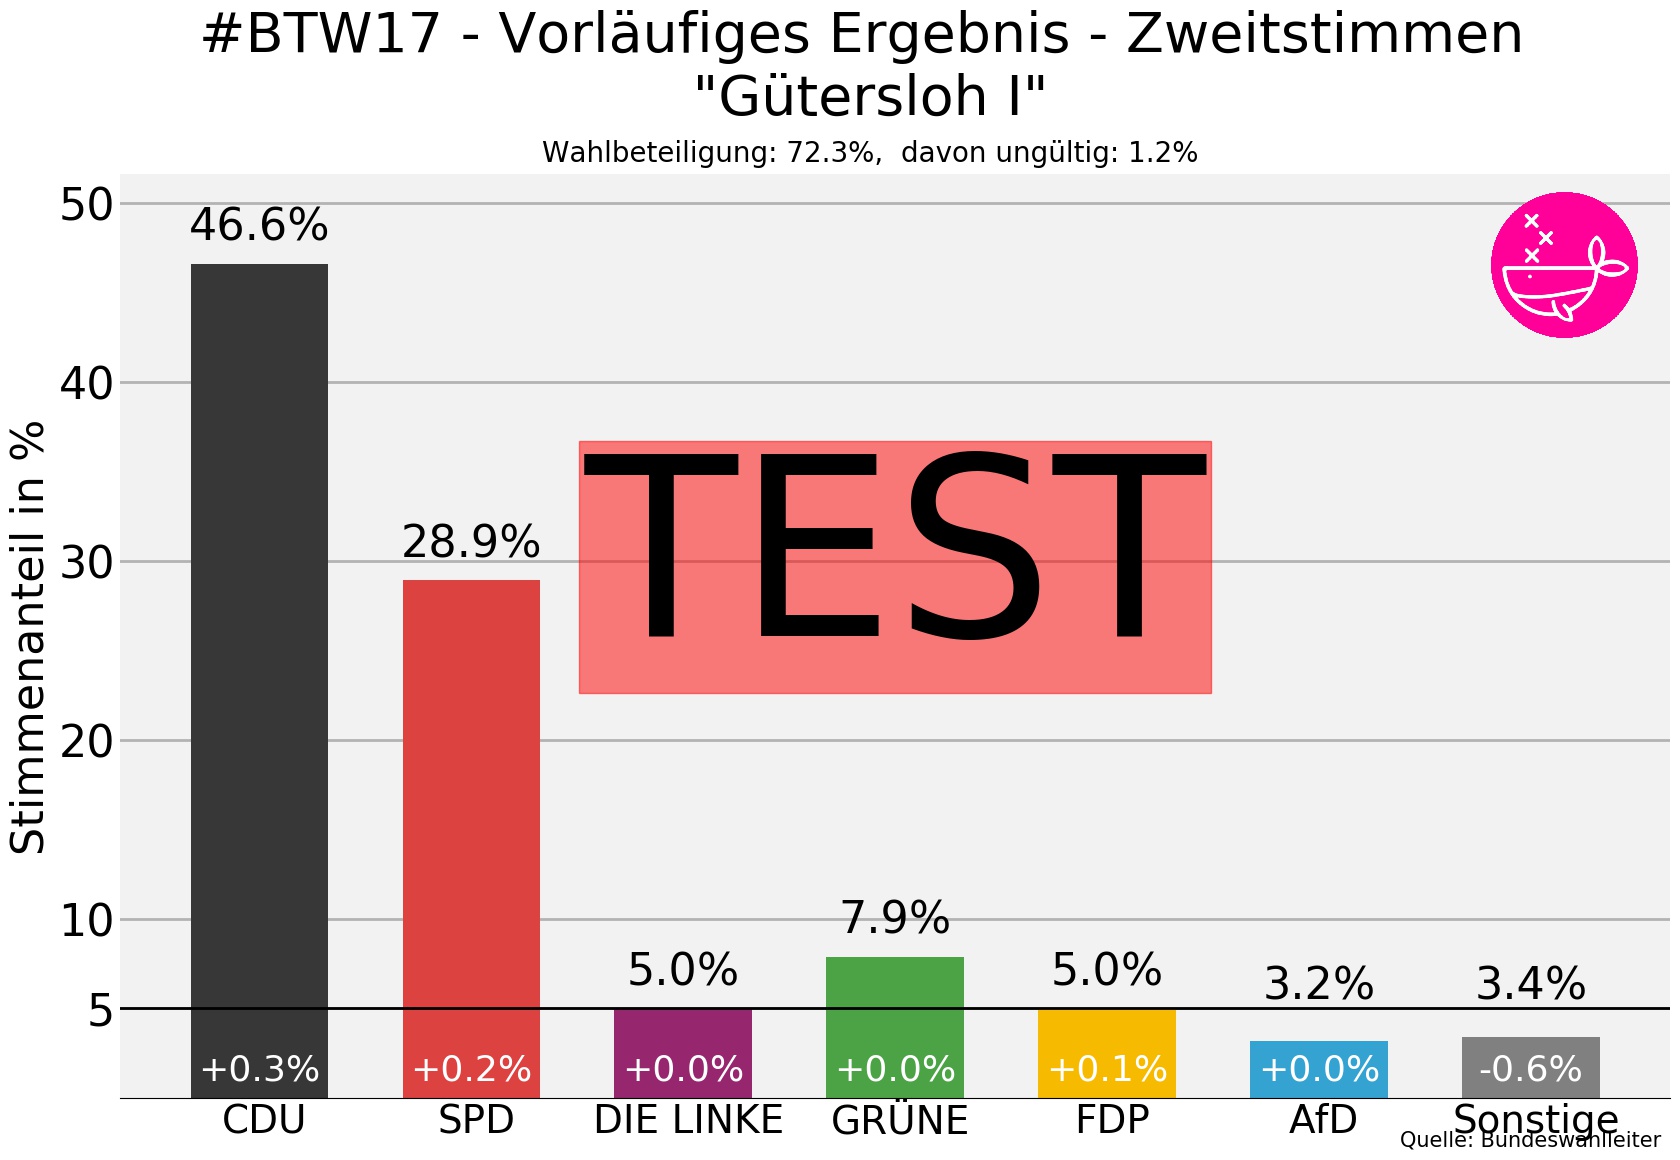 #BTW17 - Vorläufiges Ergebnis - Zweitstimmen
"Gütersloh I"
Wahlbeteiligung: 72.3%,  davon ungültig: 1.2%
Stimmenanteil in %
50
40
30
20
10
5
46.6%
28.9%
5.0%
7.9%
5.0%
3.2%
3.4%
TEST
+0.3%
+0.2%
+0.0%
+0.0%
+0.1%
+0.0%
-0.6%
CDU
SPD
DIE LINKE
GRÜNE
FDP
AfD
Sonstige
Quelle: Bundeswahlleiter